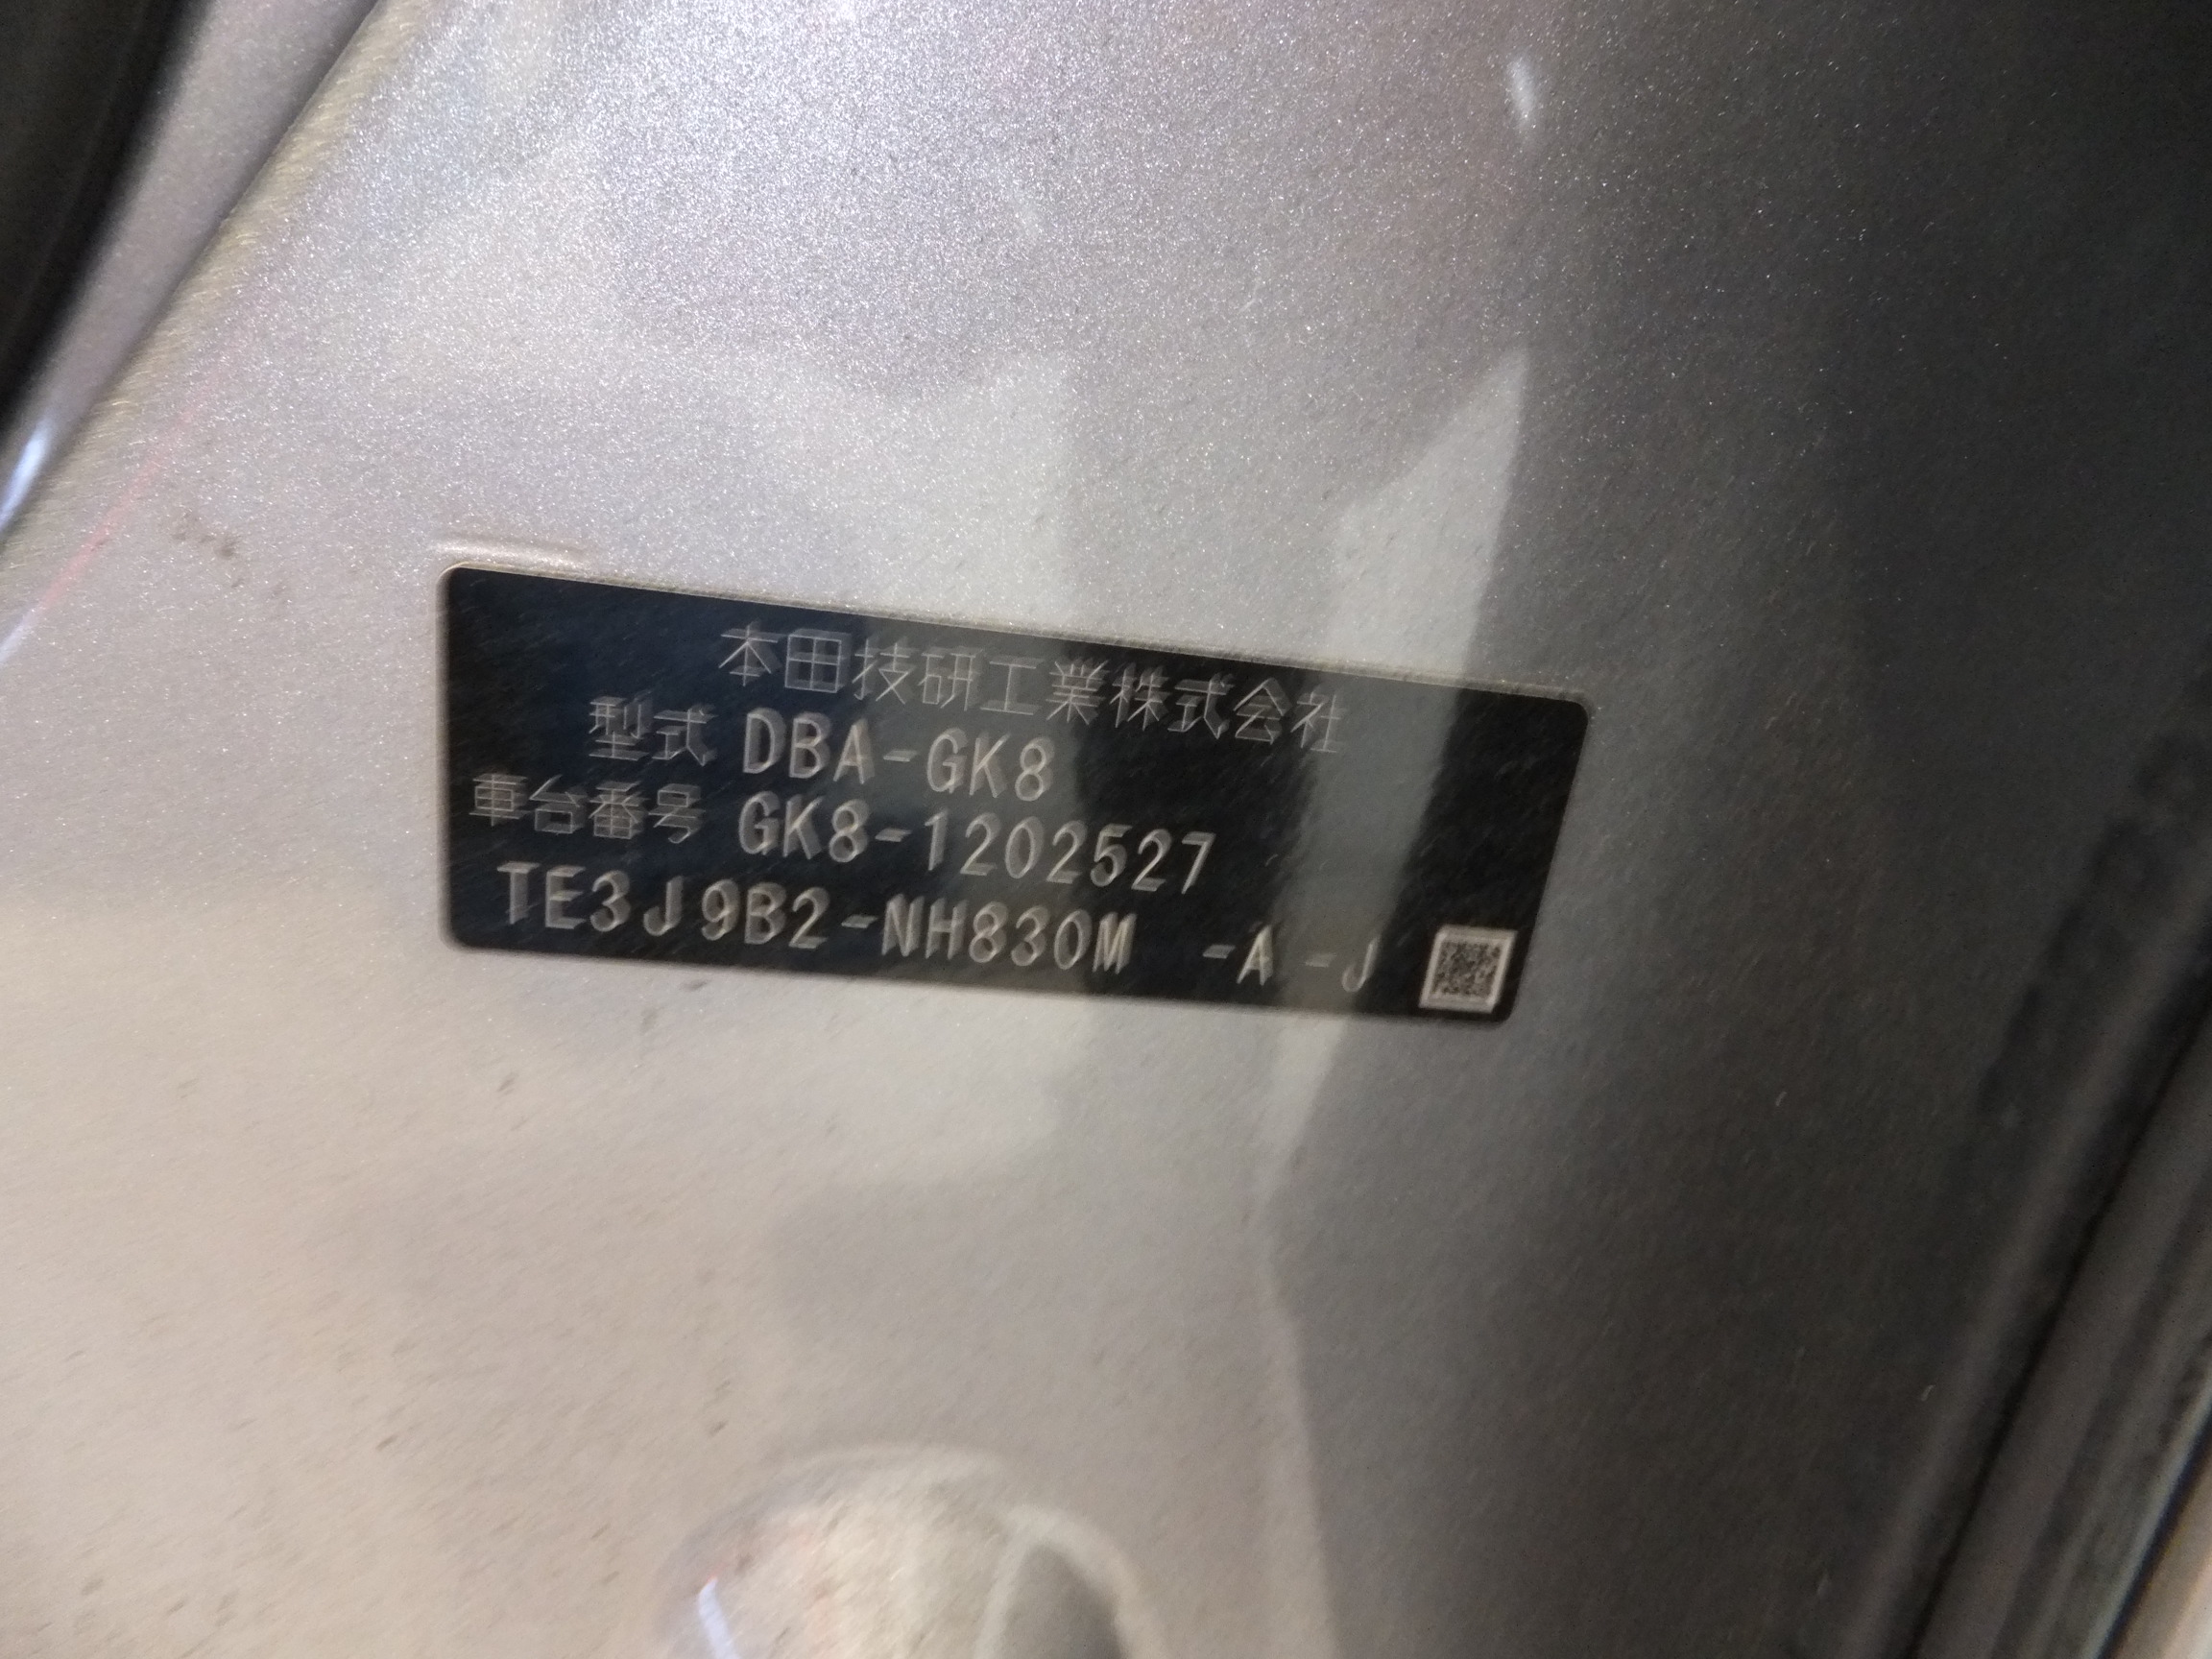 本田技研工業株式会社
型式 DBA-GK8
車台番号 GK8-1202527
TE3J9B2-NH830M -A -J